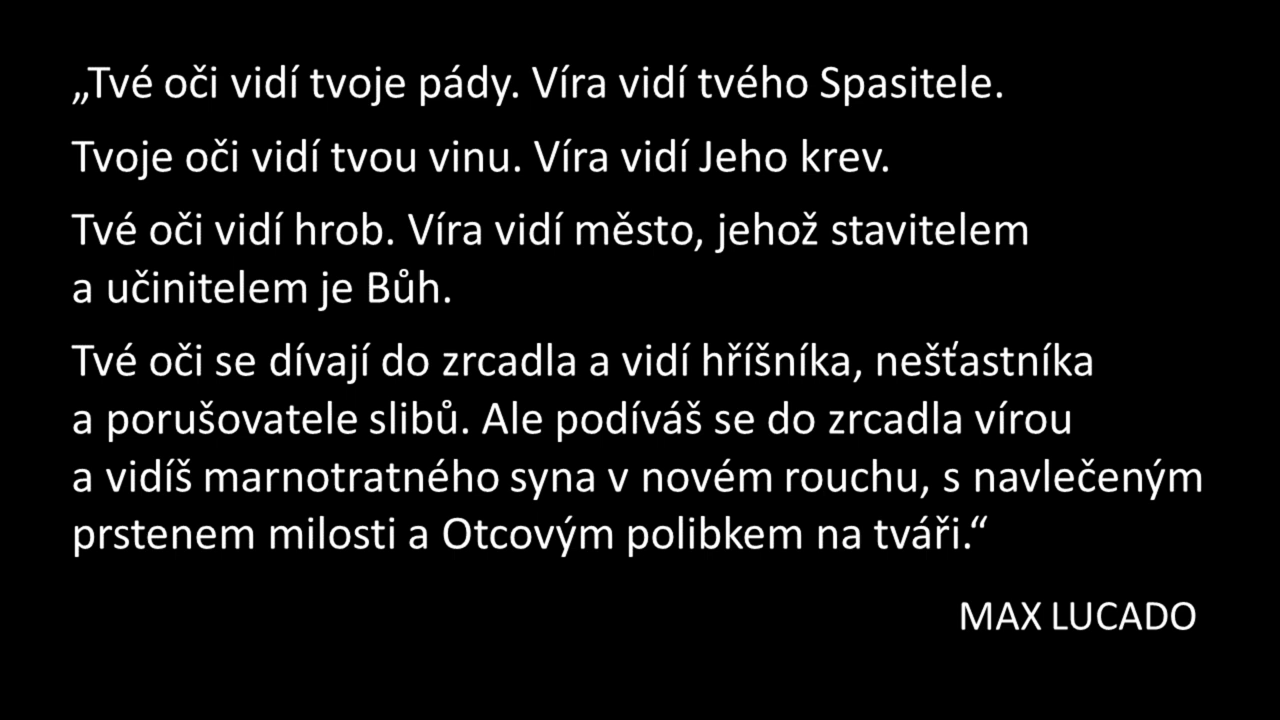 „Tvé oči vidí tvoje pády. Víra vidí tvého Spasitele.
Tvoje oči vidí tvou vinu. Víra vidí Jeho krev.
Tvé oči vidí hrob. Víra vidí město, jehož stavitelem
a učinitelem je Bůh.
Tvé oči se dívají do zrcadla a vidí hříšníka, nešťastníka
a porušovatele slibů. Ale podíváš se do zrcadla vírou
a vidíš marnotratného syna v novém rouchu, s navlečeným
prstenem milosti a Otcovým polibkem na tváři.“
MAX LUCADO